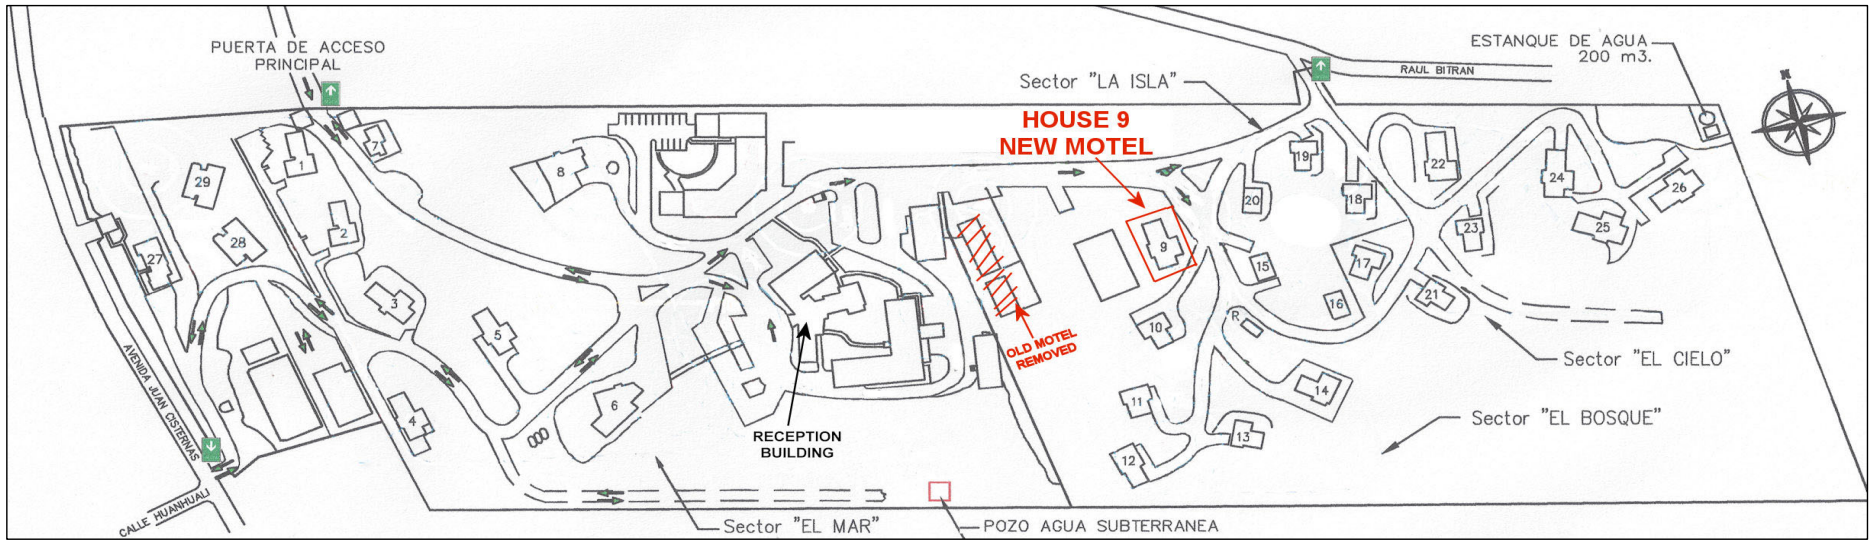 PUERTA DE ACCESO
PRINCIPAL
ESTANQUE DE AGUA
200 m3.
RAUL BITRAN
Sector "LA ISLA"
N
HOUSE 9
NEW MOTEL
1
7
8
29
2
28
27
3
5
6
4
19
22
24
26
20
18
25
23
9
15
17
16
21
10
R
14
11
13
12
OLD MOTEL
REMOVED
RECEPTION
BUILDING
Sector "EL CIELO"
Sector "EL BOSQUE"
AVENIDA JUAN CISTERNAS
CALLE HUANHUALI
Sector "EL MAR"
POZO AGUA SUBTERRANEA